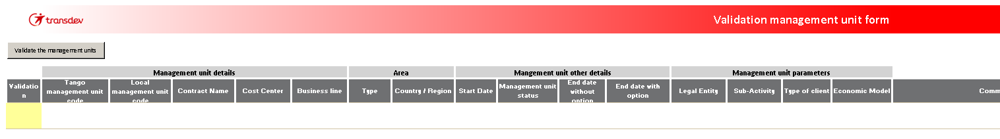 transdev
Validation management unit form
Validate the management units
Management unit details Area Mangement unit other details Management unit parameters
Validatio
n
Tango
management unit
code
Local
management unit
code
Contract Name
Cost Center
Business line
Type
Country / Region
Start Date
Management unit
status
End date
without
option
End date with
option
Legal Entity
Sub-Activity
Type of client
Economic Model
Comm